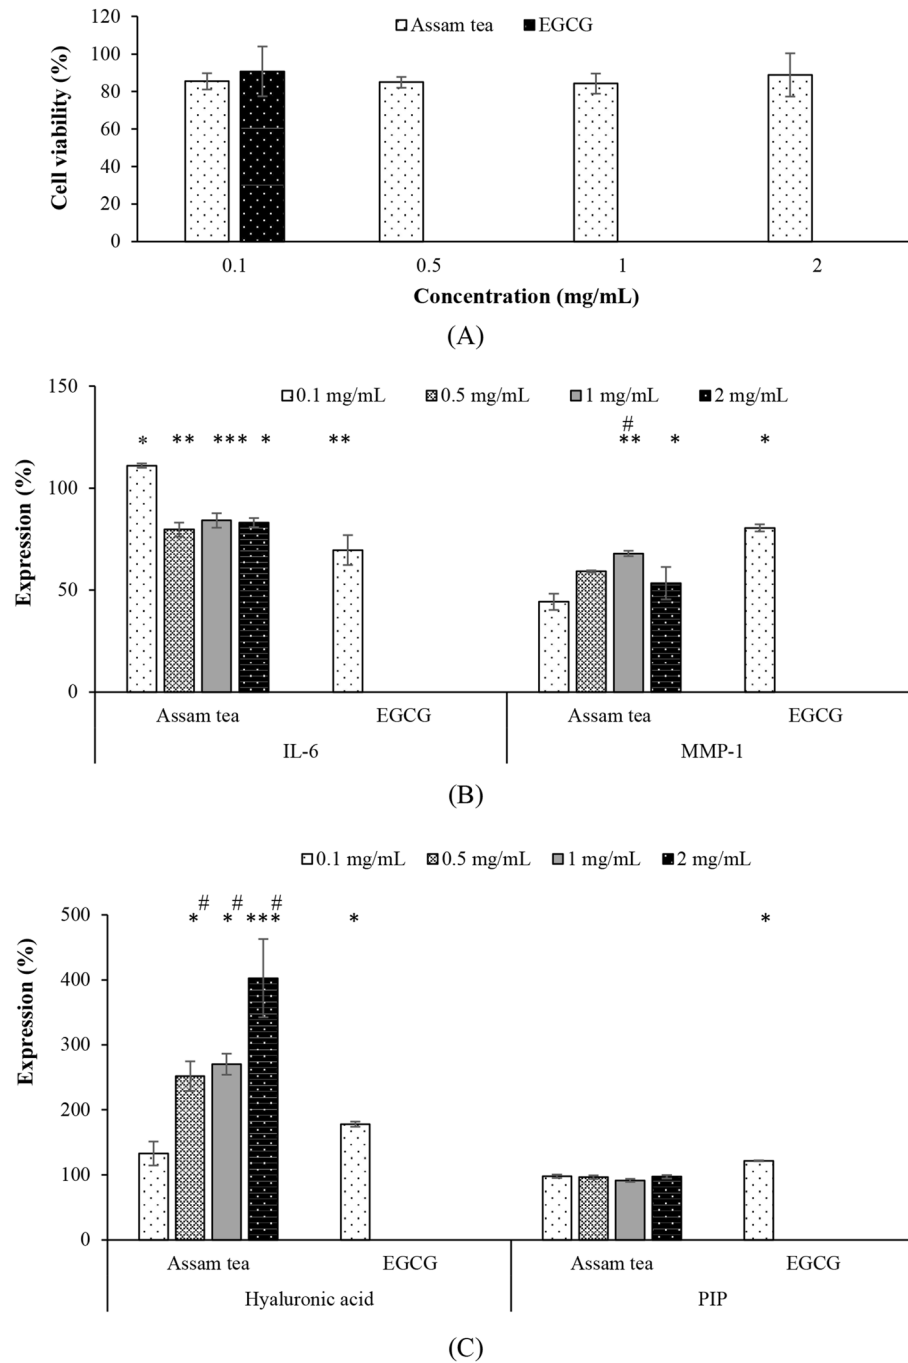 120
100
80
60
40
20
0
Cell viability (%)
Assam tea EGCG
0.1 0.5 1 2
Concentration (mg/mL)
(A)
150
100
50
0
Expression (%)
0.1 mg/mL 0.5 mg/mL 1 mg/mL 2 mg/mL
#
* ** *** * ** ** * *
Assam tea EGCG Assam tea EGCG
IL-6 MMP-1
(B)
0.1 mg/mL 0.5 mg/mL 1 mg/mL 2 mg/mL
500
400
300
200
100
0
Expression (%)
# # #
* * *** * *
Assam tea EGCG Assam tea EGCG
Hyaluronic acid PIP
(C)